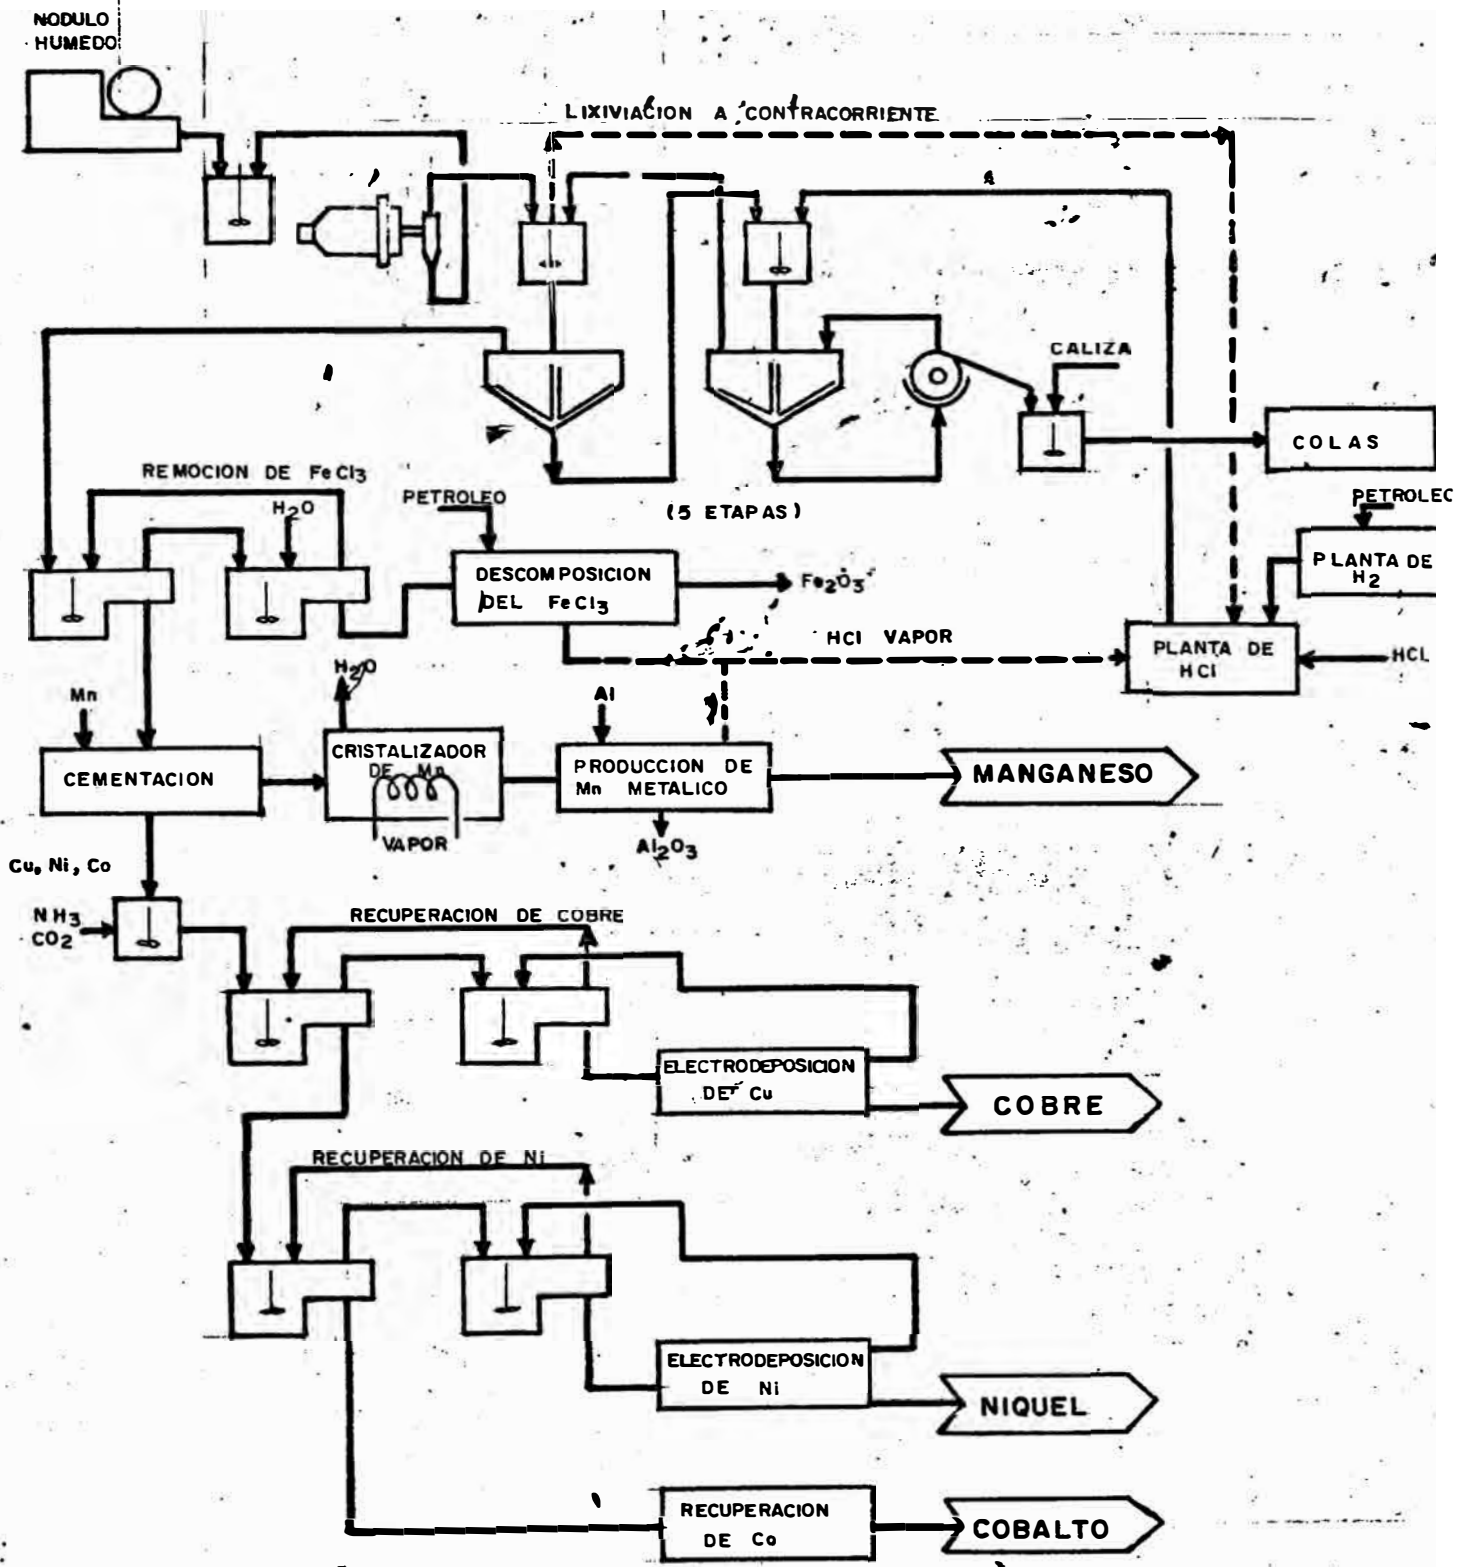 NODULO
HUMEDO
LIXIVIACION A CONTRACORRIENTE
CALIZA
COLAS
REMOCION DE FeCl3
H2O
PETROLEO
(5 ETAPAS)
PETROLEO
PLANTA DE
H2
DESCOMPOSICION
DEL FeCl3
Fe2O3
HCl VAPOR
PLANTA DE
HCl
HCL
H2O
Mn
Al
CEMENTACION
CRISTALIZADOR
DE Mn
VAPOR
PRODUCCION DE
Mn METALICO
MANGANESO
Al2O3
Cu, Ni, Co
NH3
CO2
RECUPERACION DE COBRE
ELECTRODEPOSICION
DE Cu
COBRE
RECUPERACION DE Ni
ELECTRODEPOSICION
DE Ni
NIQUEL
RECUPERACION
DE Co
COBALTO